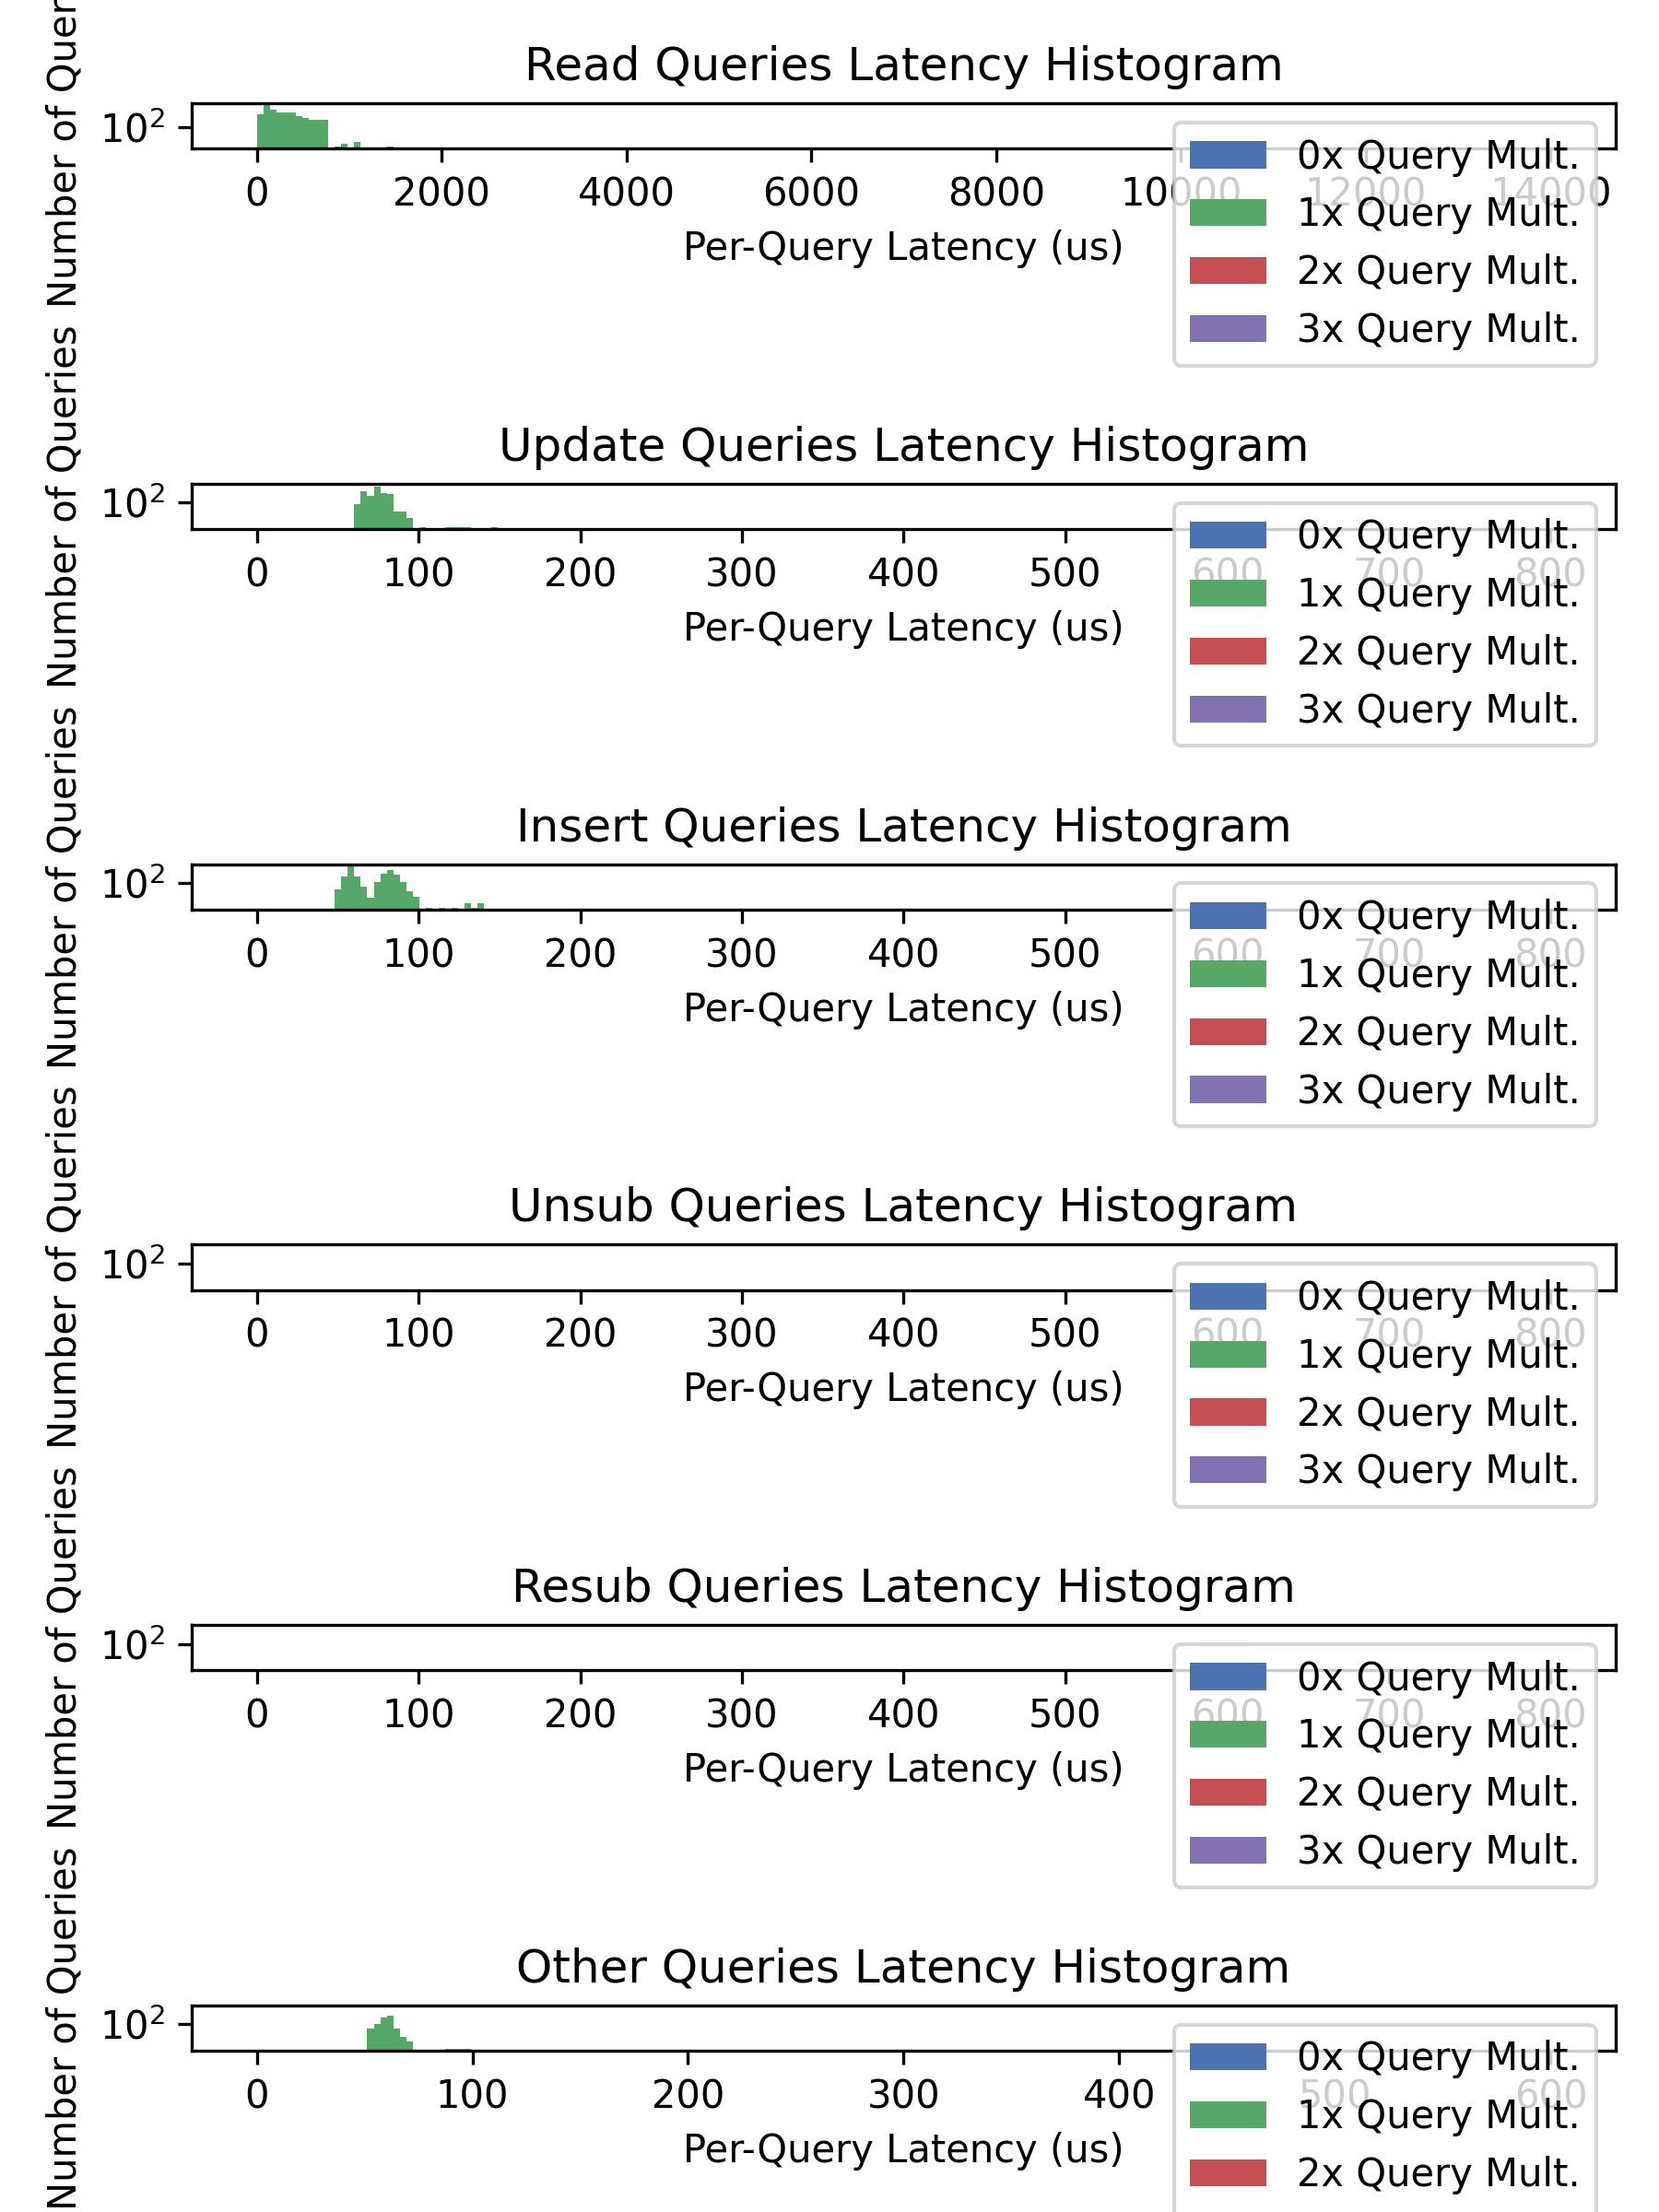 Read Queries Latency Histogram
Number of Quer
10²
0 2000 4000 6000 8000 10000 12000 14000
Per-Query Latency (us)
0x Query Mult.
1x Query Mult.
2x Query Mult.
3x Query Mult.
Update Queries Latency Histogram
Number of Queries
10²
0 100 200 300 400 500 600 700 800
Per-Query Latency (us)
0x Query Mult.
1x Query Mult.
2x Query Mult.
3x Query Mult.
Insert Queries Latency Histogram
Number of Queries
10²
0 100 200 300 400 500 600 700 800
Per-Query Latency (us)
0x Query Mult.
1x Query Mult.
2x Query Mult.
3x Query Mult.
Unsub Queries Latency Histogram
Number of Queries
10²
0 100 200 300 400 500 600 700 800
Per-Query Latency (us)
0x Query Mult.
1x Query Mult.
2x Query Mult.
3x Query Mult.
Resub Queries Latency Histogram
Number of Queries
10²
0 100 200 300 400 500 600 700 800
Per-Query Latency (us)
0x Query Mult.
1x Query Mult.
2x Query Mult.
3x Query Mult.
Other Queries Latency Histogram
Number of Queries
10²
0 100 200 300 400 500 600
Per-Query Latency (us)
0x Query Mult.
1x Query Mult.
2x Query Mult.